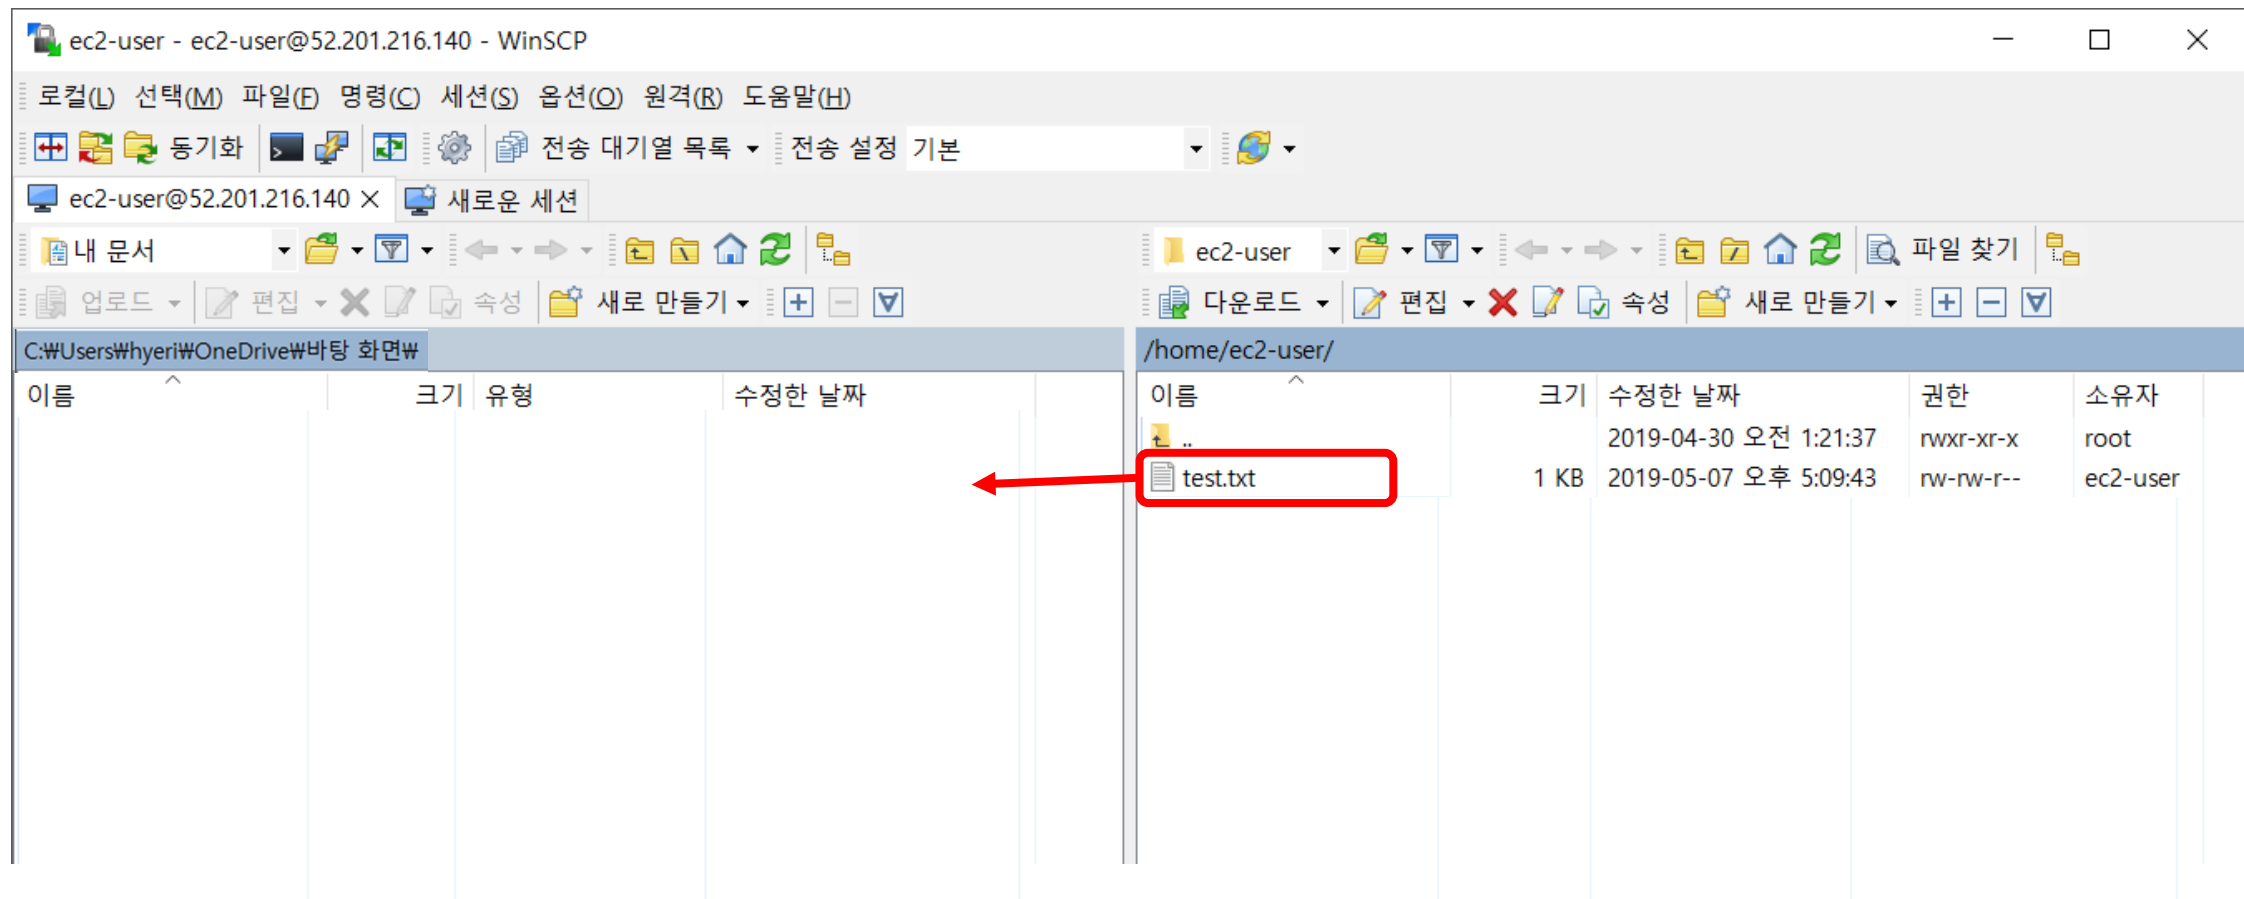 ec2-user - ec2-user@52.201.216.140 - WinSCP
로컬(L) 선택(M) 파일(F) 명령(C) 세션(S) 옵션(O) 원격(R) 도움말(H)
동기화 전송 대기열 목록 전송 설정 기본
ec2-user@52.201.216.140 새로운 세션
내 문서 ec2-user 파일 찾기
업로드 편집 속성 새로 만들기 다운로드 편집 속성 새로 만들기
C:₩Users₩hyeri₩OneDrive₩바탕 화면₩ /home/ec2-user/
이름 크기 유형 수정한 날짜 이름 크기 수정한 날짜 권한 소유자
.. 2019-04-30 오전 1:21:37 rwxr-xr-x root
test.txt 1 KB 2019-05-07 오후 5:09:43 rw-rw-r-- ec2-user